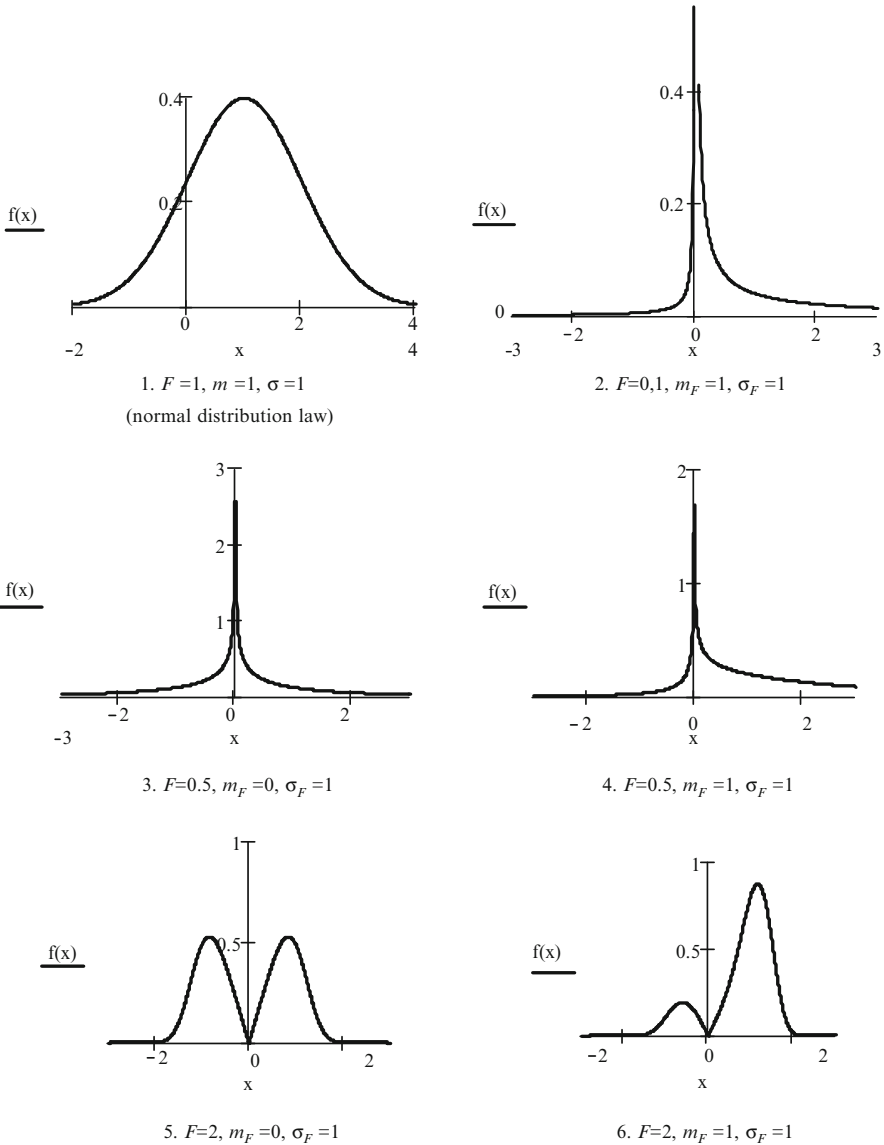 0.4
0.2
f(x)
0 2 4
-2 x 4
1. F =1, m =1, σ =1
(normal distribution law)
0.4
0.2
f(x)
0
-2 0 2
-3 x 3
2. F=0,1, m_F =1, σ_F =1
3
2
1
f(x)
-2 0 2
-3 x
3. F=0.5, m_F =0, σ_F =1
2
1
f(x)
-2 0 2
x
4. F=0.5, m_F =1, σ_F =1
1
0.5
f(x)
-2 0 2
x
5. F=2, m_F =0, σ_F =1
1
0.5
f(x)
-2 0 2
x
6. F=2, m_F =1, σ_F =1